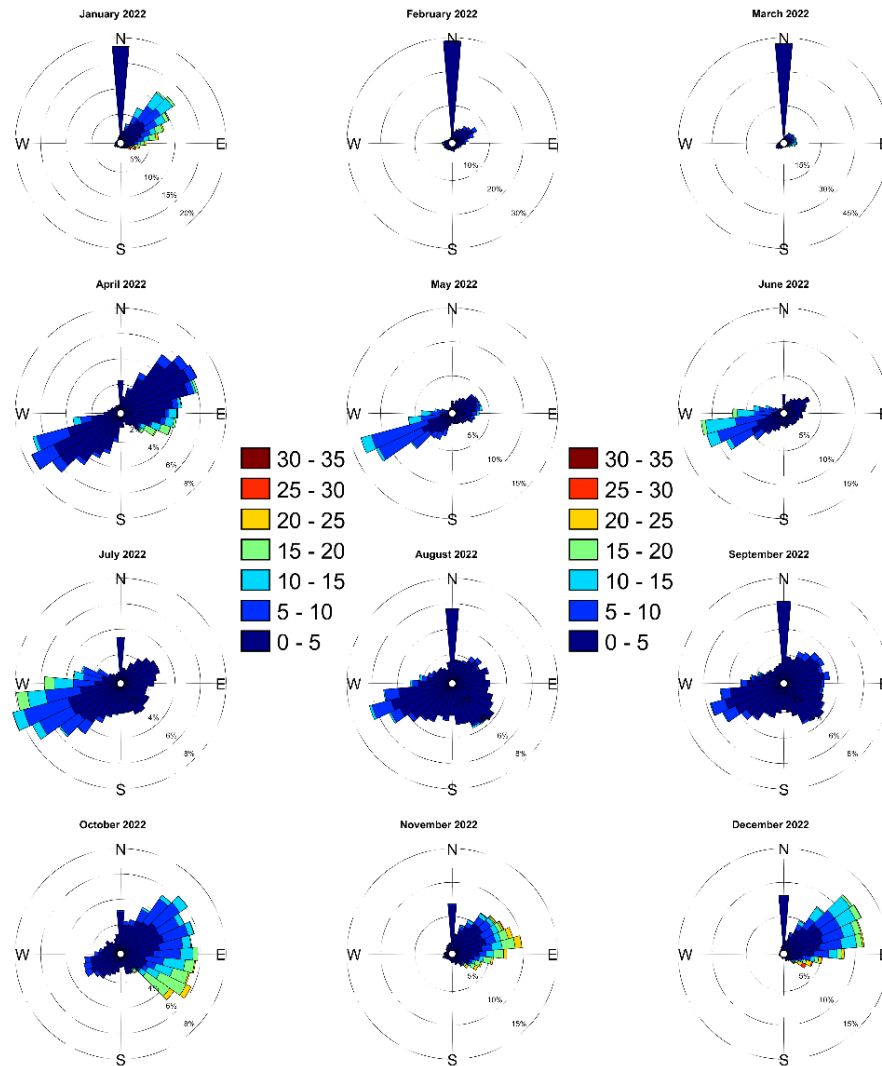 January 2022
N
W
E
S
5%
10%
15%
20%
February 2022
N
W
E
S
10%
20%
30%
March 2022
N
W
E
S
15%
30%
45%
April 2022
N
W
E
S
2%
4%
6%
8%
May 2022
N
W
E
S
5%
10%
15%
June 2022
N
W
E
S
5%
10%
15%
30 - 35
25 - 30
20 - 25
15 - 20
10 - 15
5 - 10
0 - 5
30 - 35
25 - 30
20 - 25
15 - 20
10 - 15
5 - 10
0 - 5
July 2022
N
W
E
S
4%
6%
8%
August 2022
N
W
E
S
6%
8%
September 2022
N
W
E
S
6%
8%
October 2022
N
W
E
S
4%
6%
8%
November 2022
N
W
E
S
5%
10%
15%
December 2022
N
W
E
S
5%
10%
15%